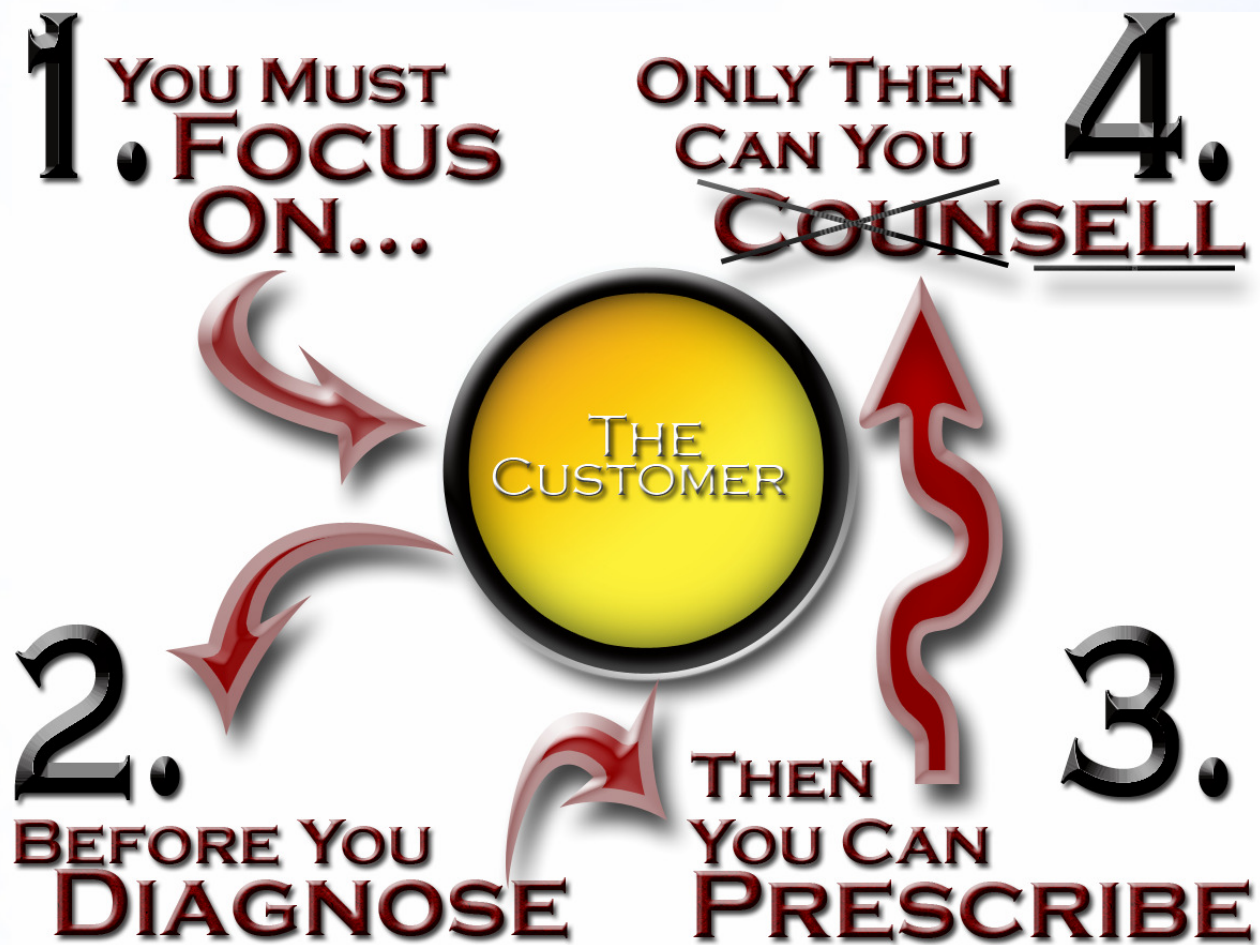 1.
You Must
Focus
On...
The
Customer
2.
Before You
Diagnose
3.
Then
You Can
Prescribe
4.
Only Then
Can You
Counsell